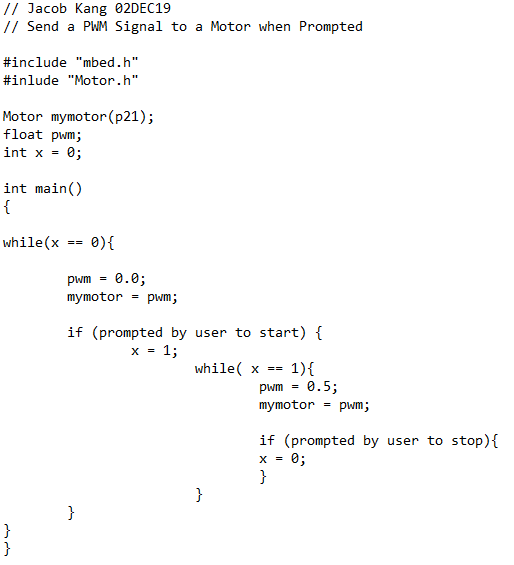 // Jacob Kang 02DEC19
// Send a PWM Signal to a Motor when Prompted
#include "mbed.h"
#inlude "Motor.h"
Motor mymotor(p21);
float pwm;
int x = 0;
int main()
{
while(x == 0){
pwm = 0.0;
mymotor = pwm;
if (prompted by user to start) {
x = 1;
while( x == 1){
pwm = 0.5;
mymotor = pwm;
if (prompted by user to stop){
x = 0;
}
}
}
}
}